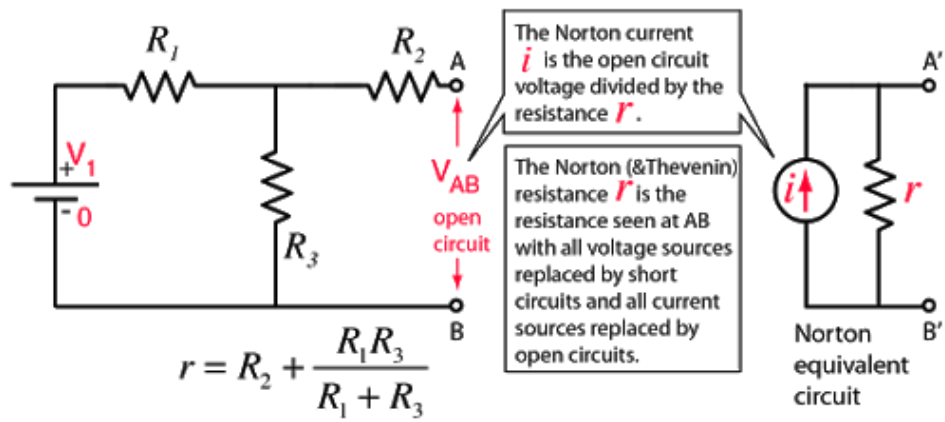 R₁
R₂
A
+ V₁
- 0
R₃
V_AB
open
circuit
B
r = R₂ + R₁R₃ / (R₁ + R₃)
The Norton current
i is the open circuit
voltage divided by the
resistance r.
The Norton (&Thevenin)
resistance r is the
resistance seen at AB
with all voltage sources
replaced by short
circuits and all current
sources replaced by
open circuits.
A'
i
r
B'
Norton
equivalent
circuit